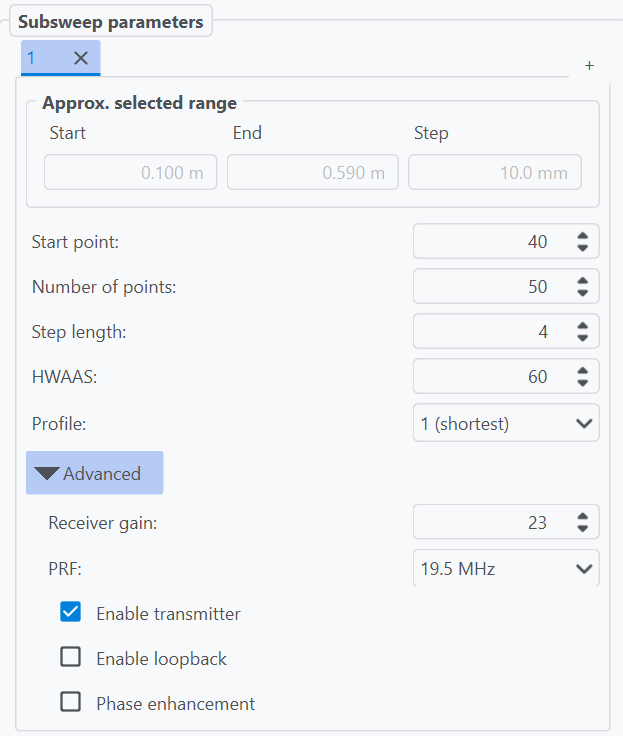 Subsweep parameters
1
+
Approx. selected range
Start End Step
0.100 m 0.590 m 10.0 mm
Start point: 40
Number of points: 50
Step length: 4
HWAAS: 60
Profile: 1 (shortest)
Advanced
Receiver gain: 23
PRF: 19.5 MHz
Enable transmitter
Enable loopback
Phase enhancement